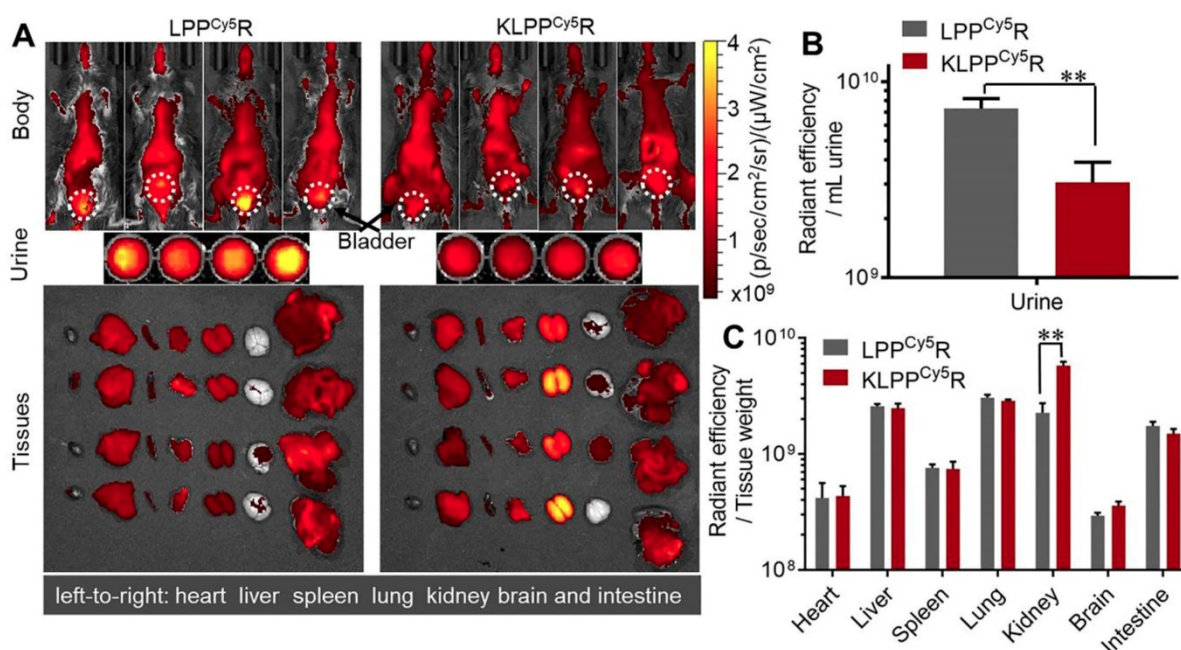 A
LPPCy5R
KLPPCy5R
Body
Bladder
Urine
Tissues
4
3
2
1
x10⁹
(p/sec/cm²/sr)/(µW/cm²)
left-to-right: heart liver spleen lung kidney brain and intestine
B
LPPCy5R
KLPPCy5R
**
10¹⁰
10⁹
Radiant efficiency
/ mL urine
Urine
C
LPPCy5R
KLPPCy5R
**
10¹⁰
10⁹
10⁸
Radiant efficiency
/ Tissue weight
Heart
Liver
Spleen
Lung
Kidney
Brain
Intestine